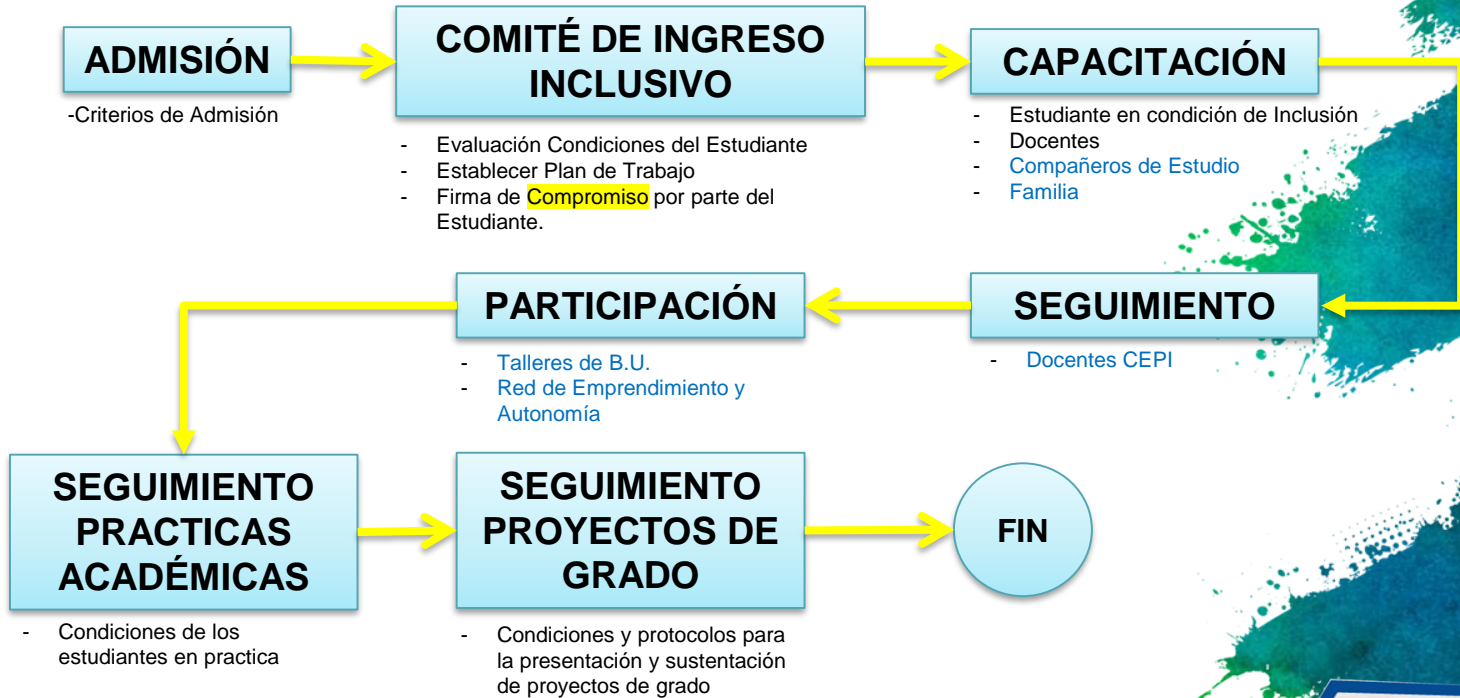 ADMISIÓN
-Criterios de Admisión
COMITÉ DE INGRESO
INCLUSIVO
- Evaluación Condiciones del Estudiante
- Establecer Plan de Trabajo
- Firma de Compromiso por parte del
Estudiante.
CAPACITACIÓN
- Estudiante en condición de Inclusión
- Docentes
- Compañeros de Estudio
- Familia
SEGUIMIENTO
- Docentes CEPI
PARTICIPACIÓN
- Talleres de B.U.
- Red de Emprendimiento y
Autonomía
SEGUIMIENTO
PRACTICAS
ACADÉMICAS
- Condiciones de los
estudiantes en practica
SEGUIMIENTO
PROYECTOS DE
GRADO
- Condiciones y protocolos para
la presentación y sustentación
de proyectos de grado
FIN